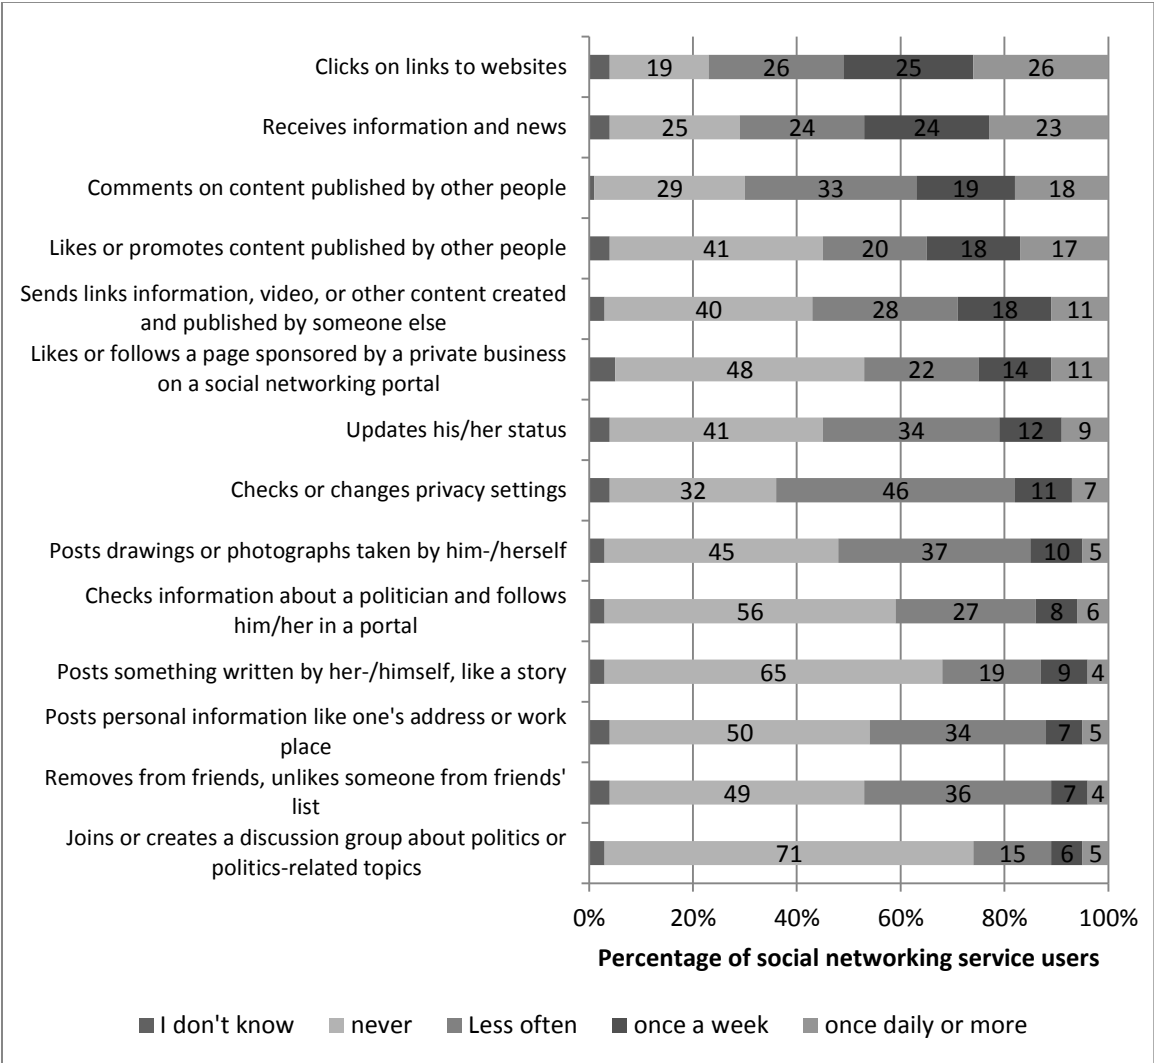 Clicks on links to websites
19 26 25 26
Receives information and news
25 24 24 23
Comments on content published by other people
29 33 19 18
Likes or promotes content published by other people
41 20 18 17
Sends links information, video, or other content created
and published by someone else
40 28 18 11
Likes or follows a page sponsored by a private business
on a social networking portal
48 22 14 11
Updates his/her status
41 34 12 9
Checks or changes privacy settings
32 46 11 7
Posts drawings or photographs taken by him-/herself
45 37 10 5
Checks information about a politician and follows
him/her in a portal
56 27 8 6
Posts something written by her-/himself, like a story
65 19 9 4
Posts personal information like one's address or work
place
50 34 7 5
Removes from friends, unlikes someone from friends'
list
49 36 7 4
Joins or creates a discussion group about politics or
politics-related topics
71 15 6 5
0% 20% 40% 60% 80% 100%
Percentage of social networking service users
I don't know never Less often once a week once daily or more